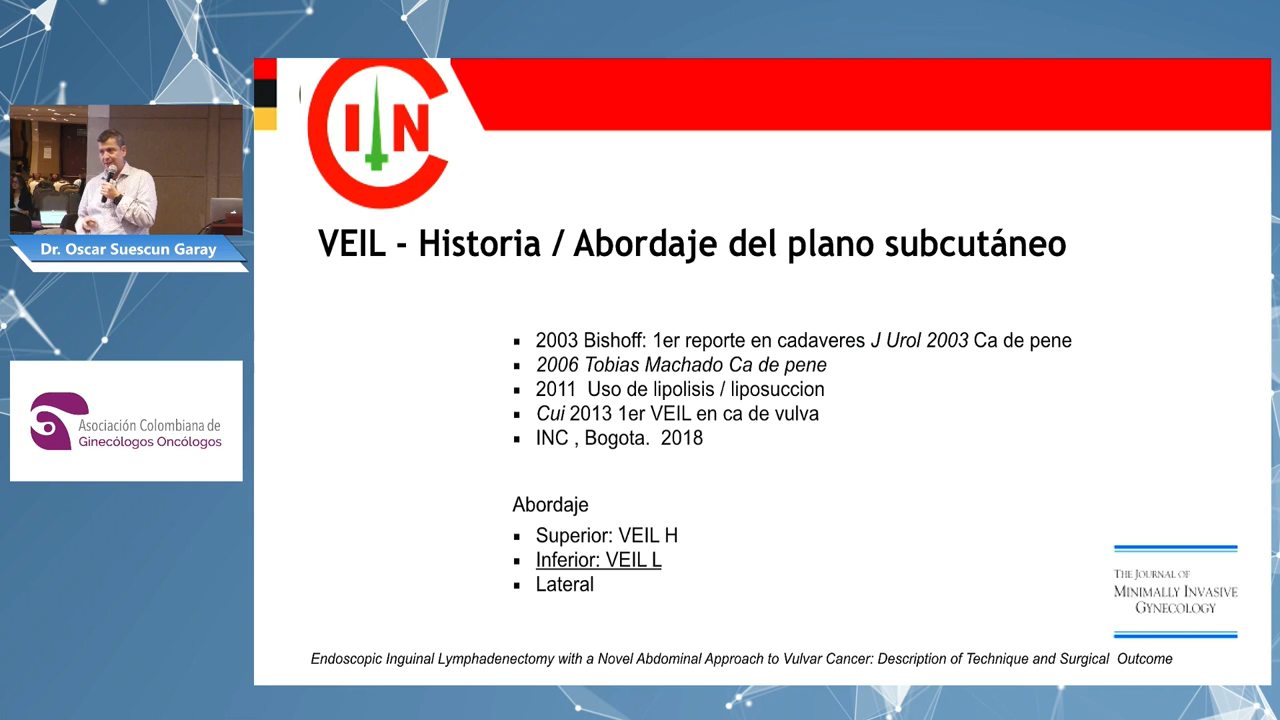 Dr. Oscar Suescun Garay
Asociación Colombiana de
Ginecólogos Oncólogos
I N
VEIL - Historia / Abordaje del plano subcutáneo
▪ 2003 Bishoff: 1er reporte en cadaveres J Urol 2003 Ca de pene
▪ 2006 Tobias Machado Ca de pene
▪ 2011 Uso de lipolisis / liposuccion
▪ Cui 2013 1er VEIL en ca de vulva
▪ INC , Bogota. 2018
Abordaje
▪ Superior: VEIL H
▪ Inferior: VEIL L
▪ Lateral
THE JOURNAL OF
MINIMALLY INVASIVE
GYNECOLOGY
Endoscopic Inguinal Lymphadenectomy with a Novel Abdominal Approach to Vulvar Cancer: Description of Technique and Surgical Outcome